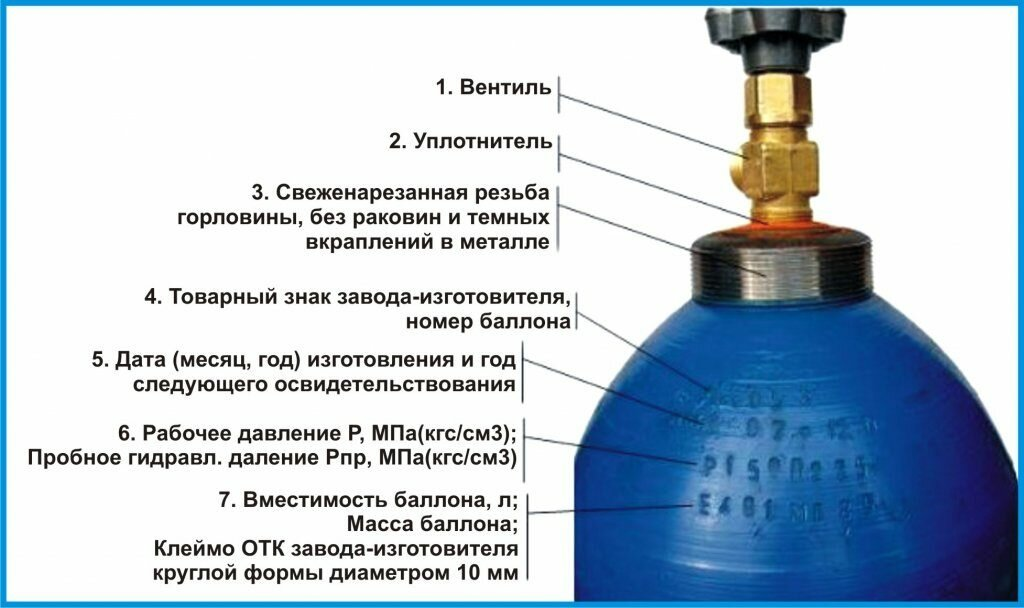 1. Вентиль
2. Уплотнитель
3. Свеженарезанная резьба
горловины, без раковин и темных
вкраплений в металле
4. Товарный знак завода-изготовителя,
номер баллона
5. Дата (месяц, год) изготовления и год
следующего освидетельствования
6. Рабочее давление Р, МПа(кгс/см3);
Пробное гидравл. даление Рпр, МПа(кгс/см3)
7. Вместимость баллона, л;
Масса баллона;
Клеймо ОТК завода-изготовителя
круглой формы диаметром 10 мм